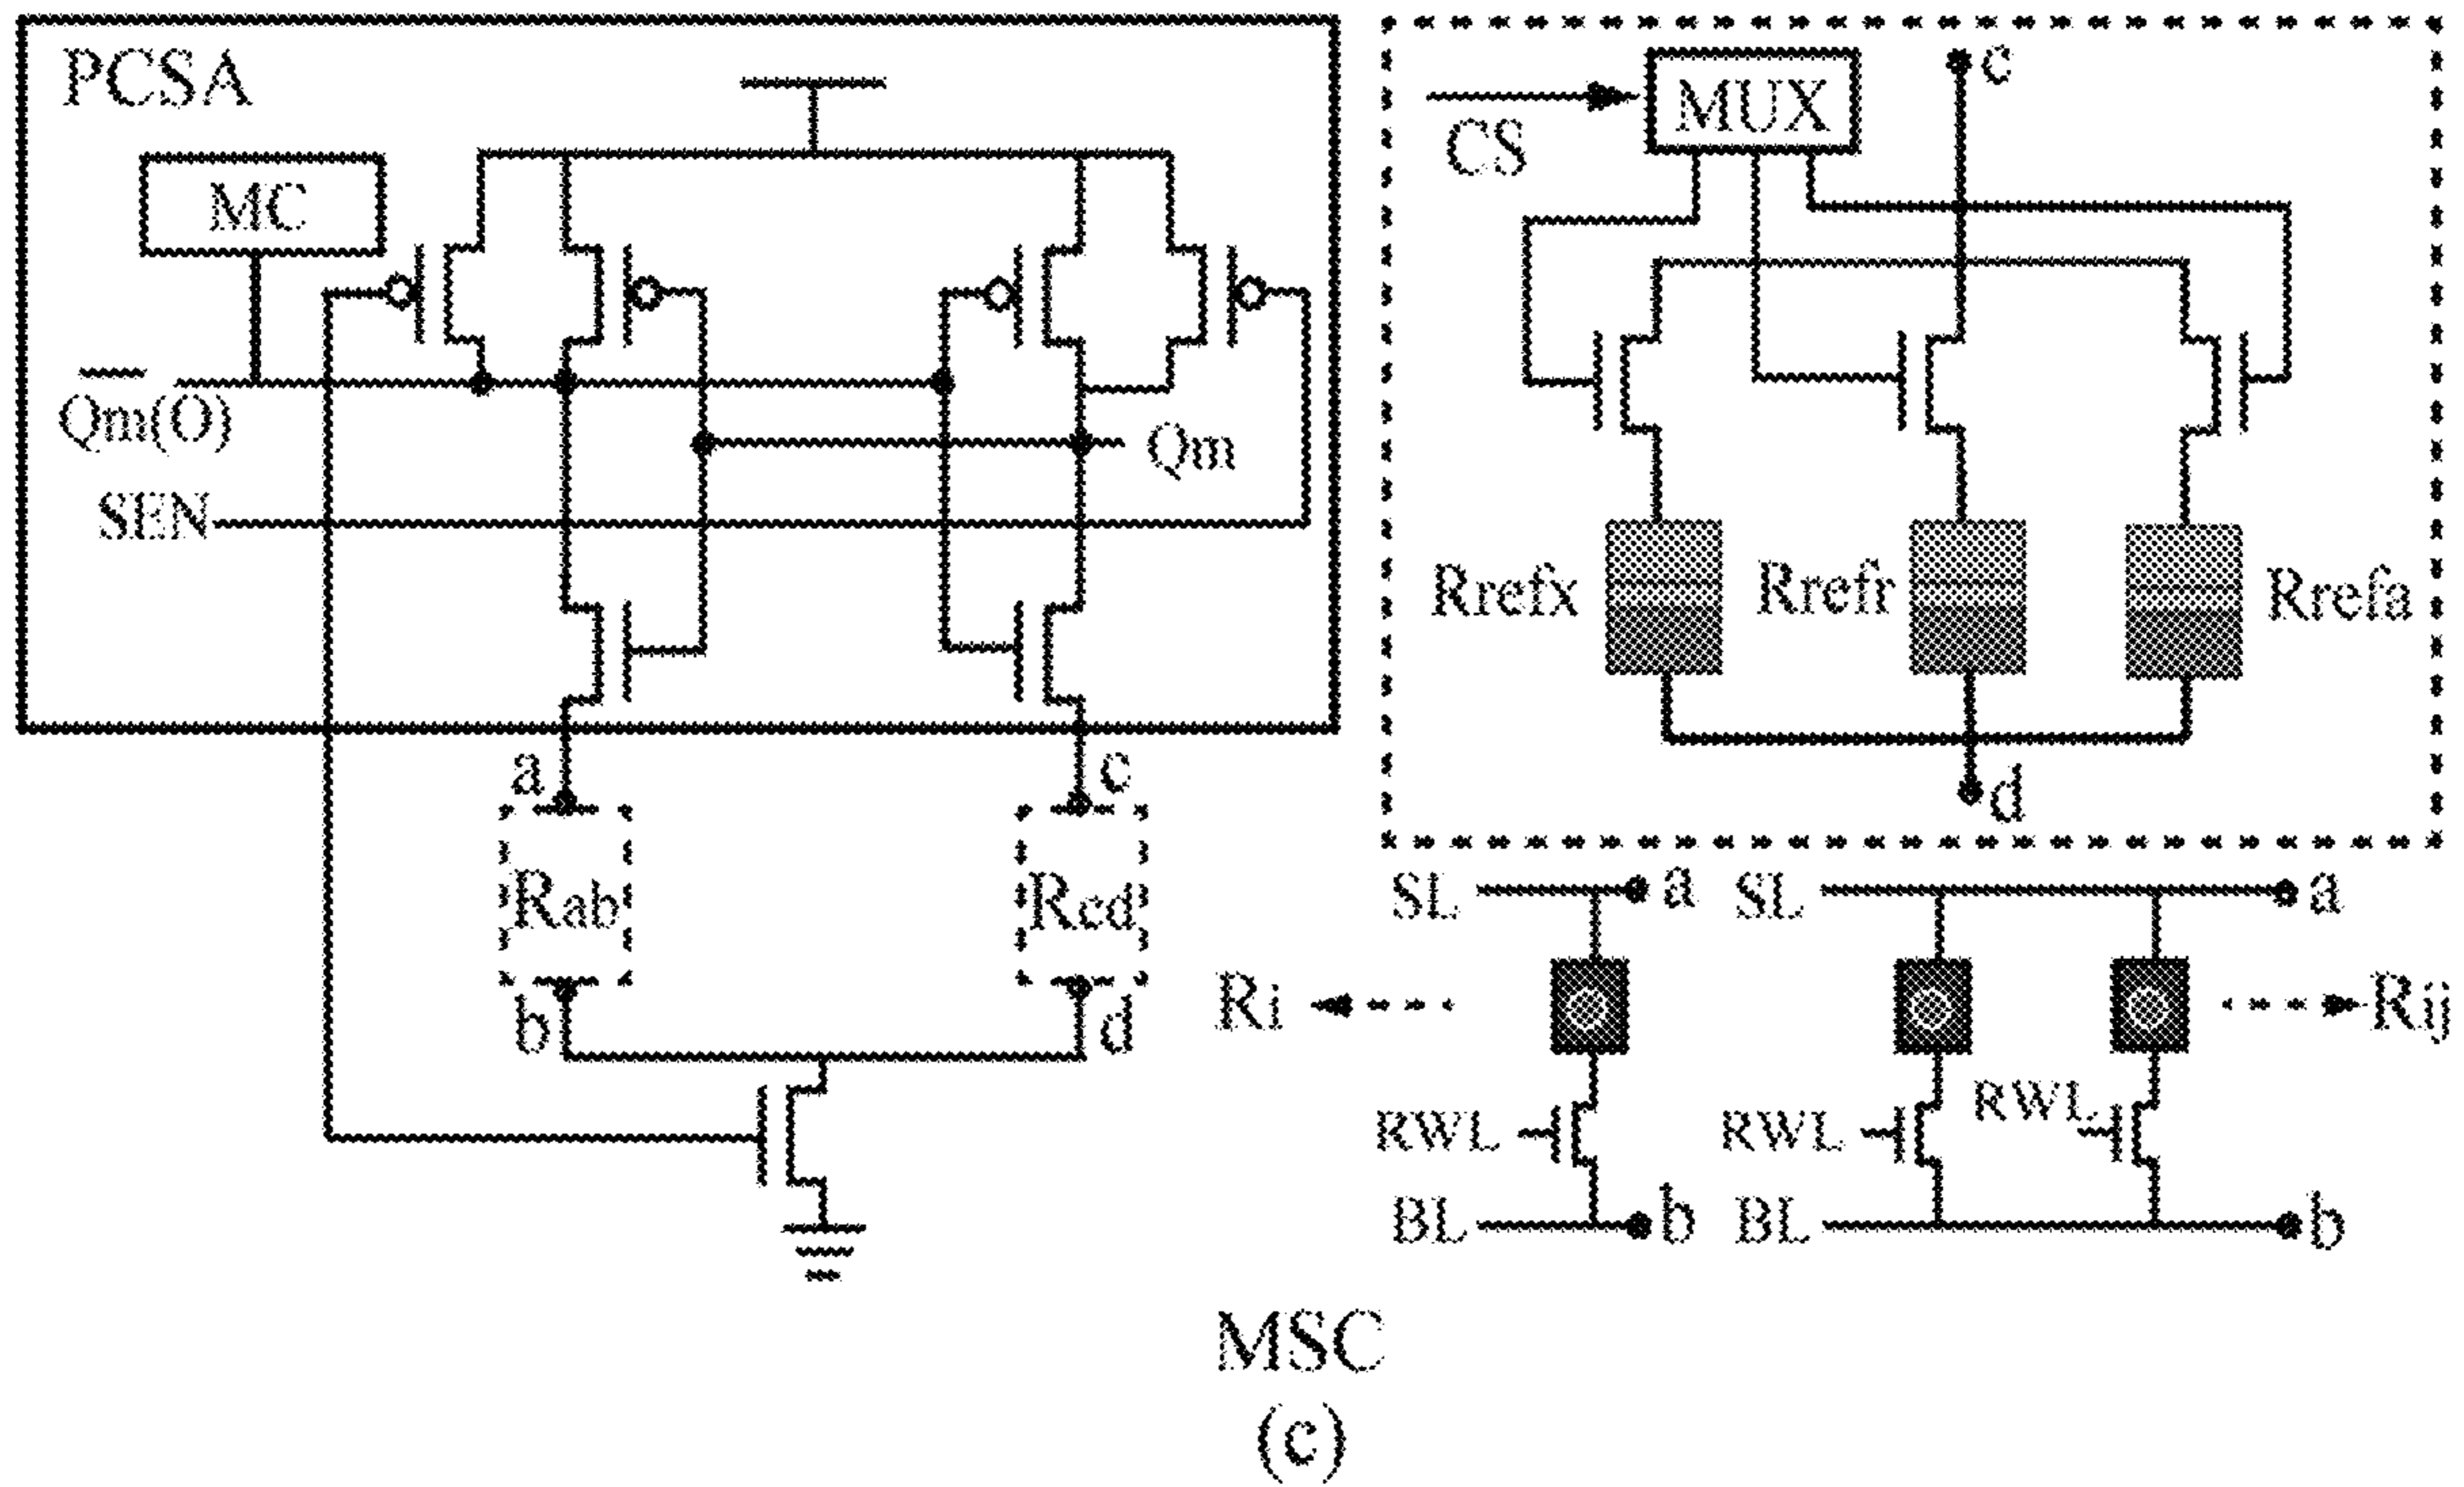 PCSA
MC
Qm(O)
SEN
Qm
a
c
Rab
Rcd
b
d
CS
MUX
c
Rrefx
Rrefr
Rrefa
d
SL
a
SL
a
Ri
Rij
RWL
RWL
RWL
BL
b
BL
b
MSC
(c)